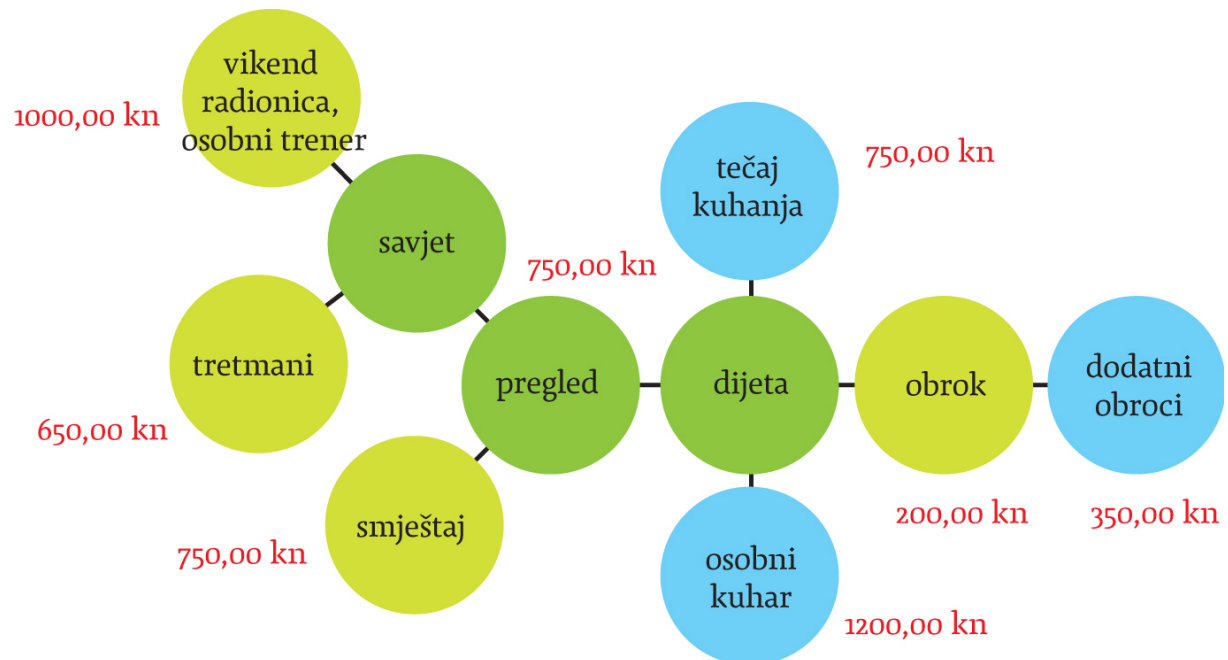 vikend
radionica,
osobni trener
1000,00 kn
tečaj
kuhanja
750,00 kn
savjet
750,00 kn
tretmani
650,00 kn
pregled
dijeta
obrok
dodatni
obroci
smještaj
750,00 kn
200,00 kn
350,00 kn
osobni
kuhar
1200,00 kn